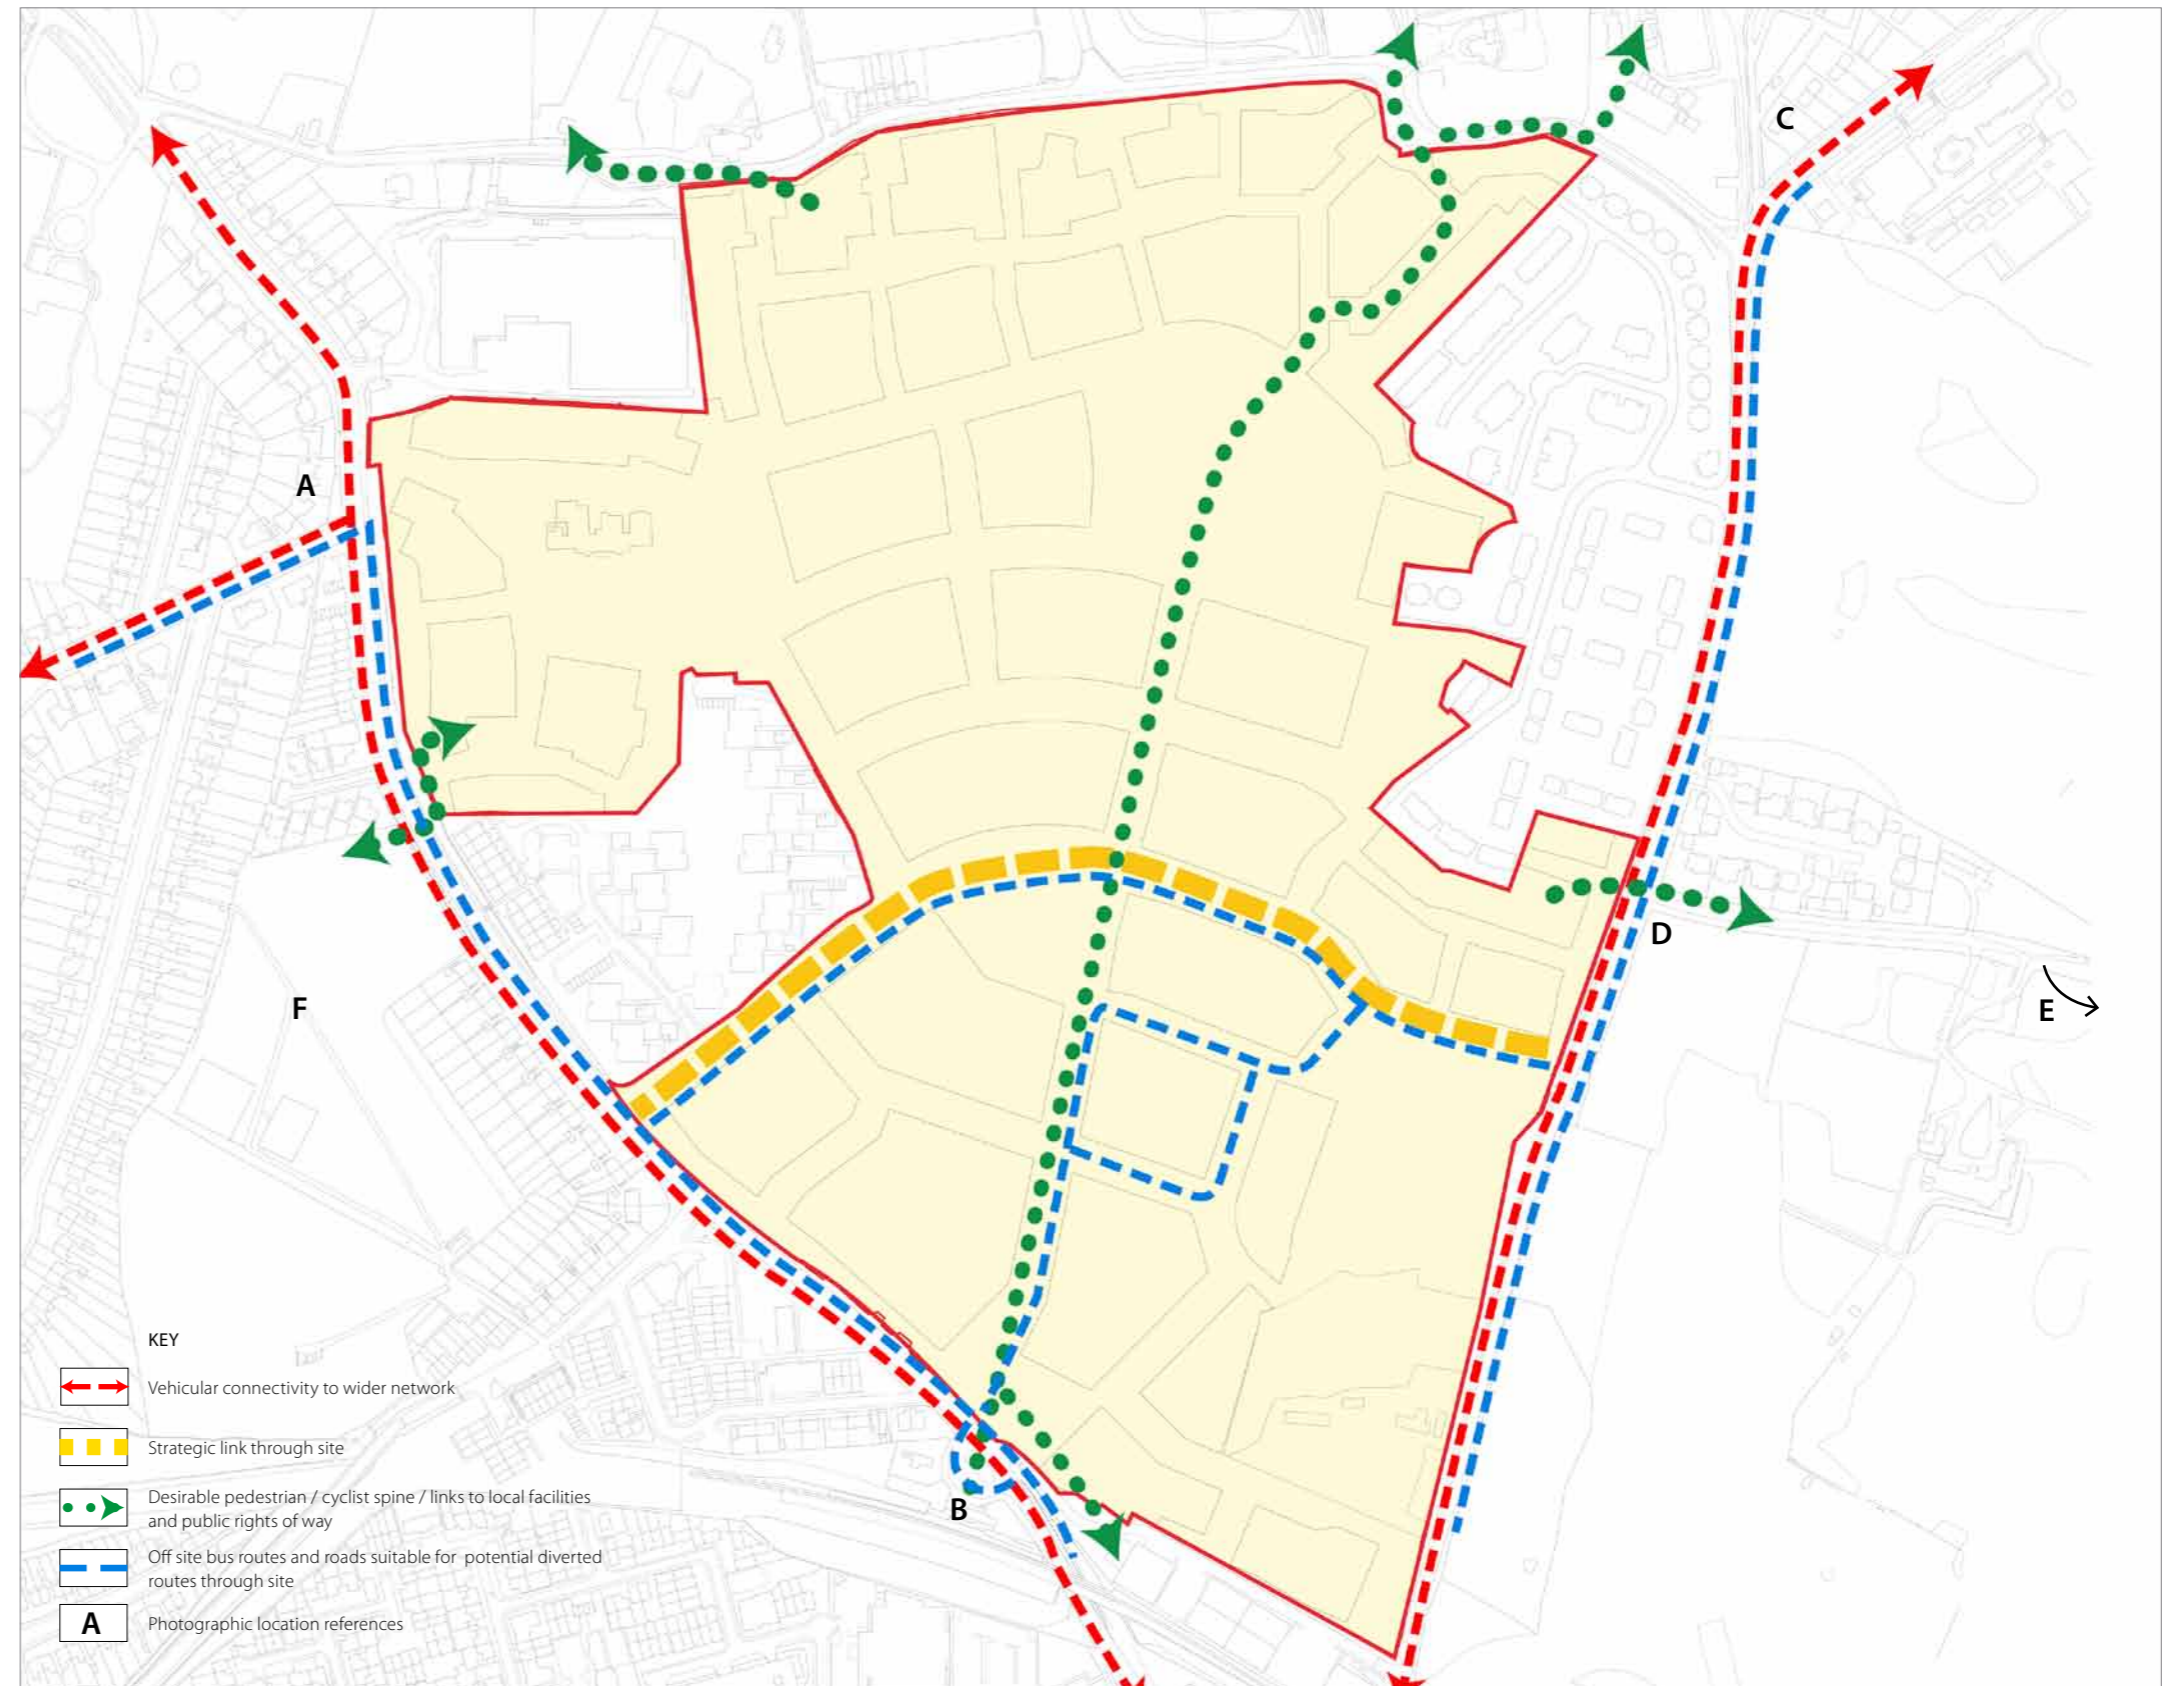 C
A
D
E
F
B
KEY
Vehicular connectivity to wider network
Strategic link through site
Desirable pedestrian / cyclist spine / links to local facilities
and public rights of way
Off site bus routes and roads suitable for potential diverted
routes through site
A
Photographic location references